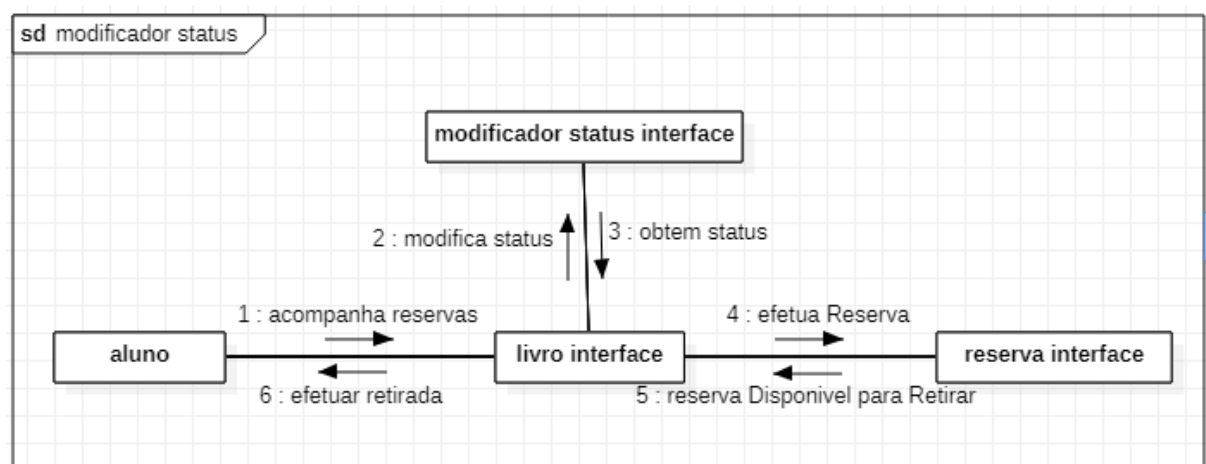 sd modificador status
modificador status interface
2 : modifica status
3 : obtem status
1 : acompanha reservas
4 : efetua Reserva
aluno
livro interface
reserva interface
6 : efetuar retirada
5 : reserva Disponivel para Retirar